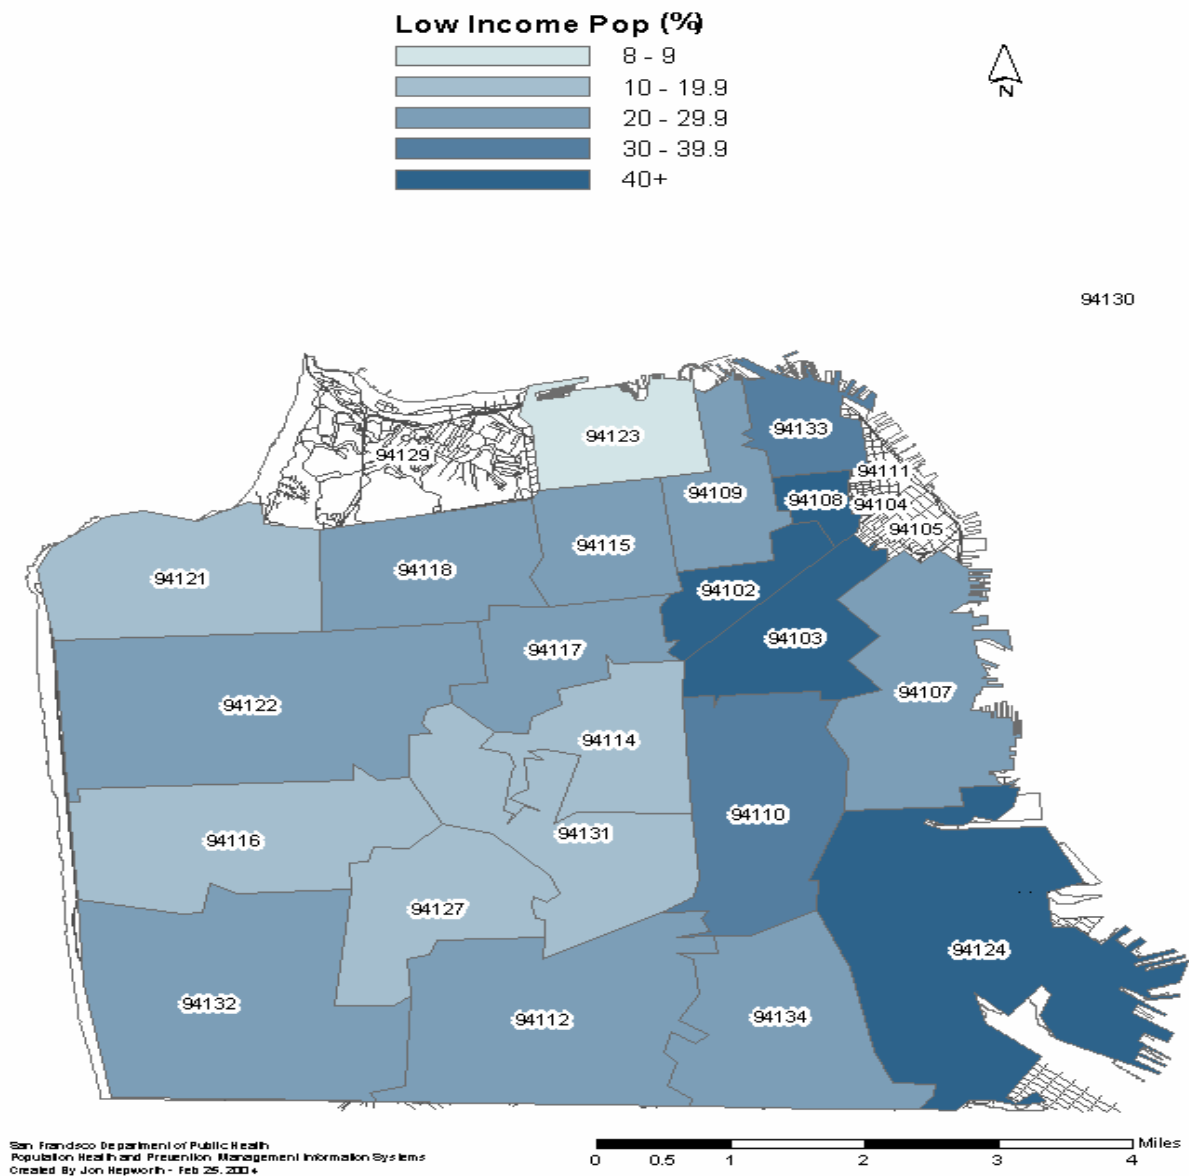 Low Income Pop (%)
8 - 9
10 - 19.9
20 - 29.9
30 - 39.9
40+
N
94130
94123
94133
94129
94111
94109
94108
94104
94105
94115
94118
94121
94102
94103
94117
94107
94122
94114
94110
94131
94116
94127
94124
94132
94112
94134
San Francisco Department of Public Health
Population Health and Prevention Management Information Systems
Created By Jon Hepworth - Feb 25, 2004
0 0.5 1 2 3 4 Miles